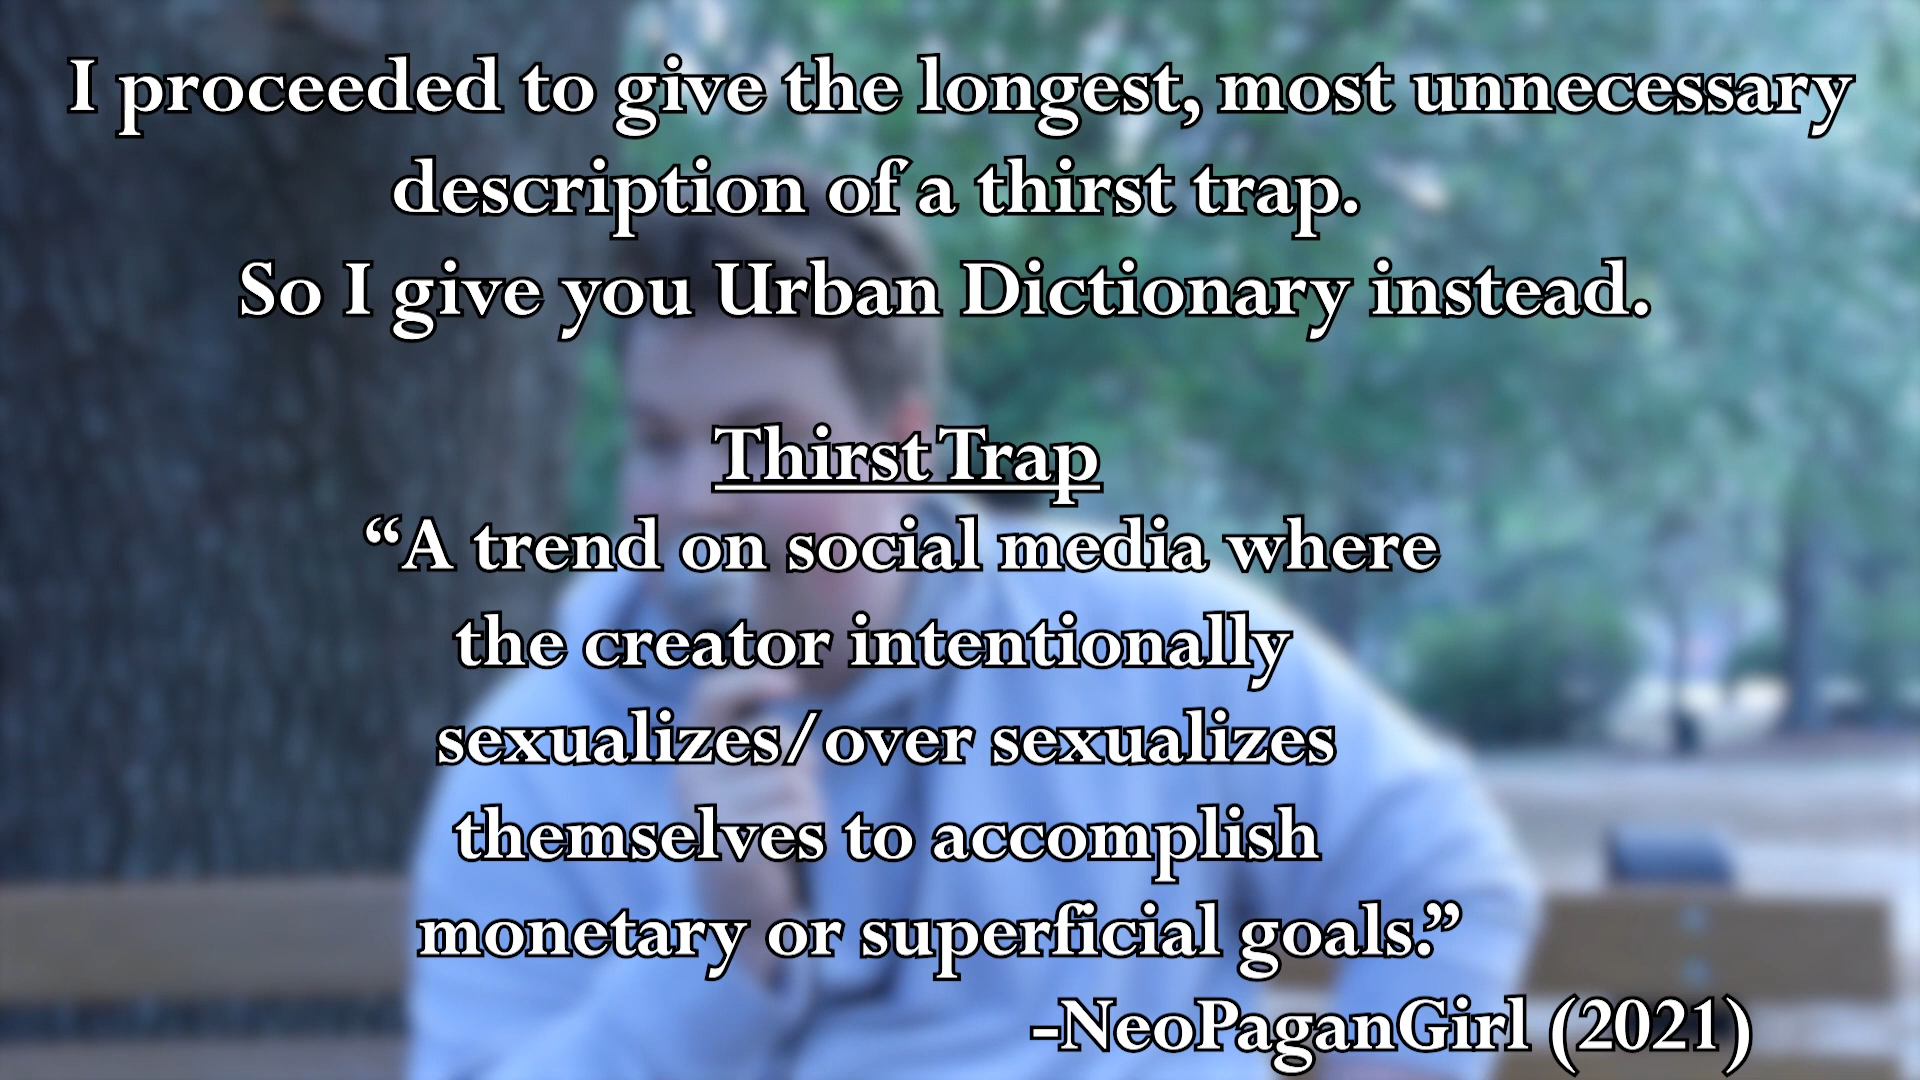 I proceeded to give the longest, most unnecessary
description of a thirst trap.
So I give you Urban Dictionary instead.
Thirst Trap
“A trend on social media where
the creator intentionally
sexualizes/over sexualizes
themselves to accomplish
monetary or superficial goals.”
-NeoPaganGirl (2021)